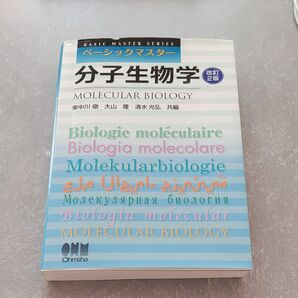 BASIC MASTER SERIES
ベーシックマスター
分子生物学
改訂
2版
MOLECULAR BIOLOGY
東中川 徹・大山 隆・清水 光弘 共編
Biologie moléculaire
Biologia molecolare
Molekularbiologie
Молекулярная биология
Biologia molecular
MOLECULAR BIOLOGY
OHM
Ohmsha